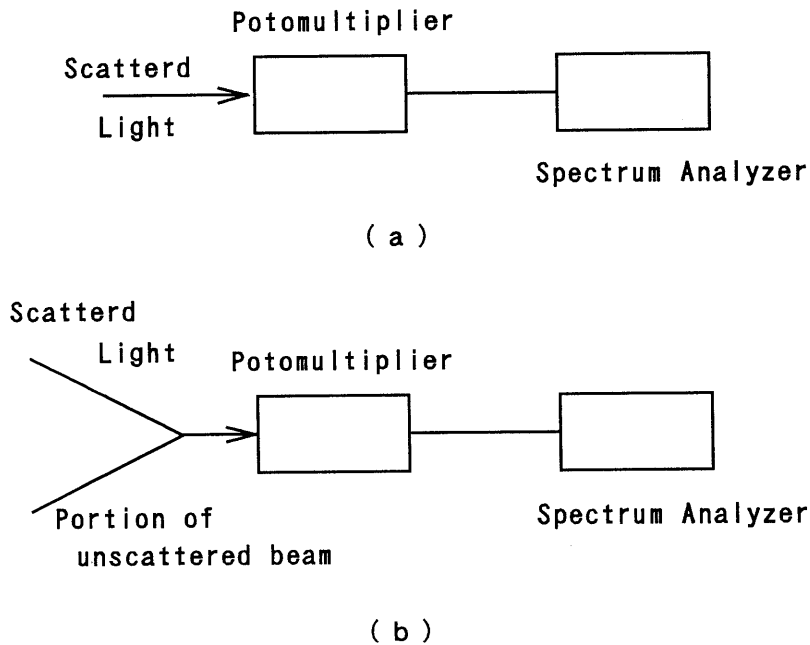 Potomultiplier
Scatterd
Light
Spectrum Analyzer
( a )
Scatterd
Light
Potomultiplier
Portion of
unscattered beam
Spectrum Analyzer
( b )